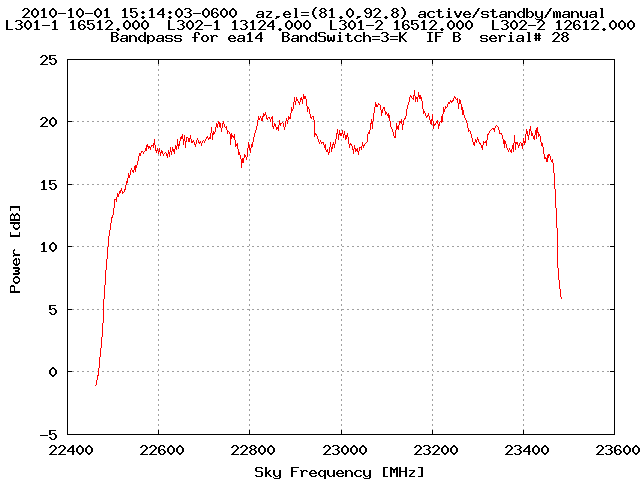 2010-10-01 15:14:03-0600  az,el=(81.0,92.8) active/standby/manual
L301-1 16512.000  L302-1 13124.000  L301-2 16512.000  L302-2 12612.000
Bandpass for ea14  BandSwitch=3=K  IF B  serial# 28
25
20
15
10
5
0
-5
Power [dB]
22400 22600 22800 23000 23200 23400 23600
Sky Frequency [MHz]